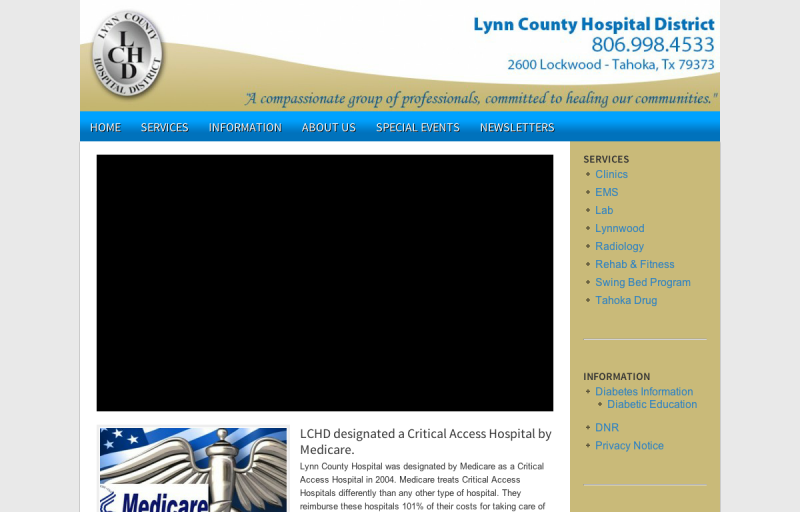 LYNN COUNTY
LCHD
HOSPITAL DISTRICT
Lynn County Hospital District
806.998.4533
2600 Lockwood - Tahoka, Tx 79373
"A compassionate group of professionals, committed to healing our communities."
HOME SERVICES INFORMATION ABOUT US SPECIAL EVENTS NEWSLETTERS
SERVICES
Clinics
EMS
Lab
Lynnwood
Radiology
Rehab & Fitness
Swing Bed Program
Tahoka Drug
INFORMATION
Diabetes Information
Diabetic Education
DNR
Privacy Notice
Medicare
LCHD designated a Critical Access Hospital by
Medicare.
Lynn County Hospital was designated by Medicare as a Critical
Access Hospital in 2004. Medicare treats Critical Access
Hospitals differently than any other type of hospital. They
reimburse these hospitals 101% of their costs for taking care of